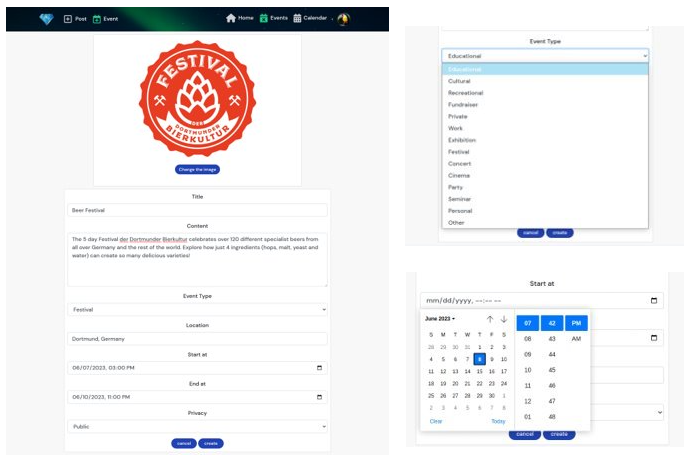 Post
Event
Home
Events
Calendar
FESTIVAL
DORTMUNDER
BIERKULTUR
Change the image
Title
Beer Festival
Content
The 5 day Festival der Dortmunder Bierkultur celebrates over 120 different specialist beers from
all over Germany and the rest of the world. Explore how just 4 ingredients (hops, malt, yeast and
water) can create so many delicious varieties!
Event Type
Festival
Location
Dortmund, Germany
Start at
06/07/2023, 03:00 PM
End at
06/10/2023, 11:00 PM
Privacy
Public
cancel create
Event Type
Educational
Educational
Cultural
Recreational
Fundraiser
Private
Work
Exhibition
Festival
Concert
Cinema
Party
Seminar
Personal
Other
cancel create
Start at
mm/dd/yyyy, --:-- --
June 2023
07 42 PM
S M T W T F S
08 43 AM
28 29 30 31 1 2 3
09 44
4 5 6 7 8 9 10
10 45
11 12 13 14 15 16 17
11 46
18 19 20 21 22 23 24
12 47
25 26 27 28 29 30 1
01 48
2 3 4 5 6 7 8
Clear Today
cancel create